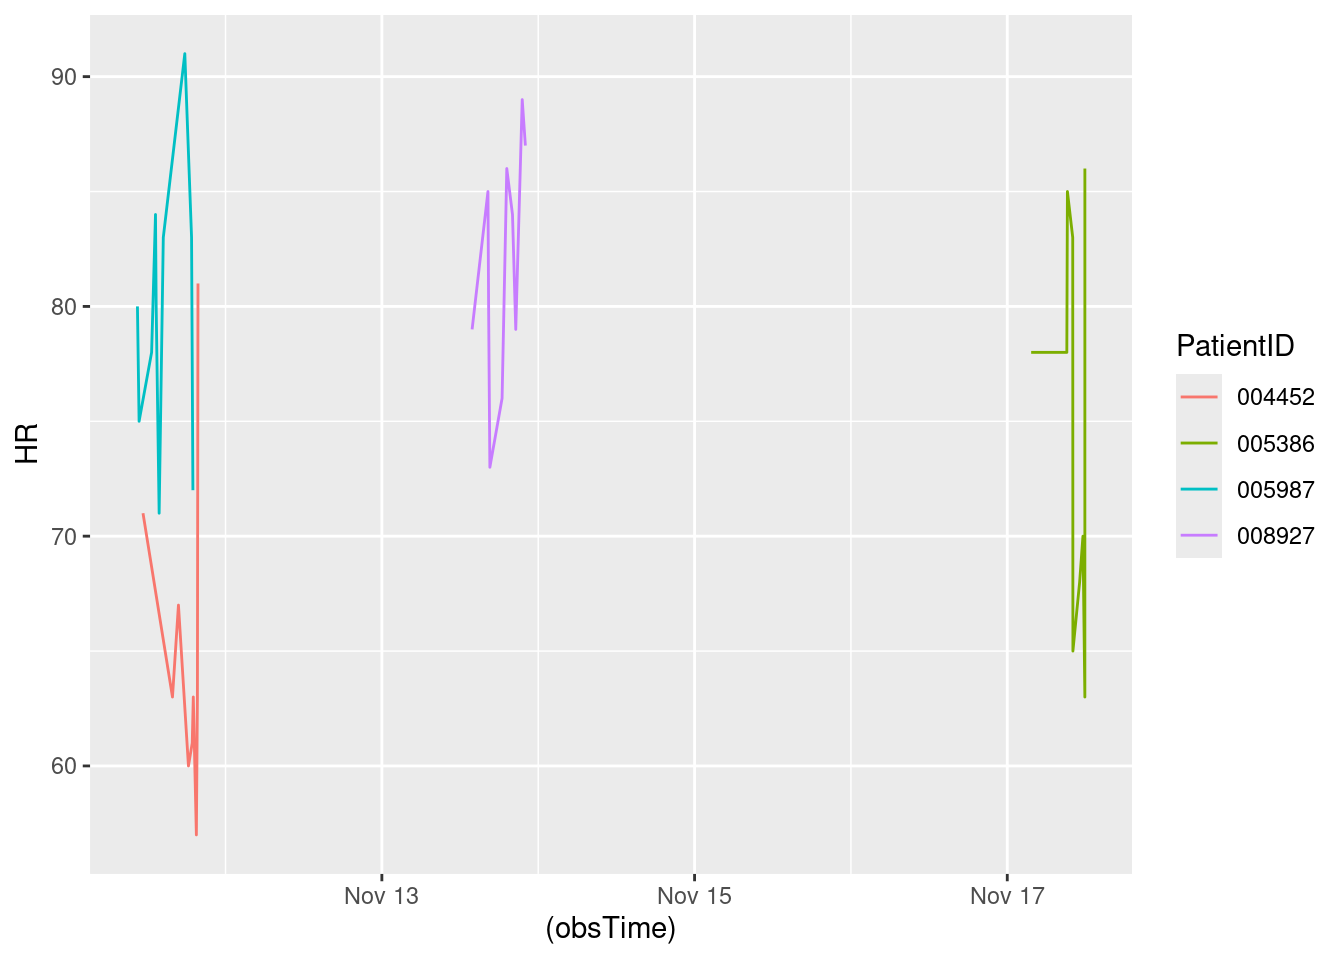 90
80
70
60
HR
Nov 13
Nov 15
Nov 17
(obsTime)
PatientID
004452
005386
005987
008927